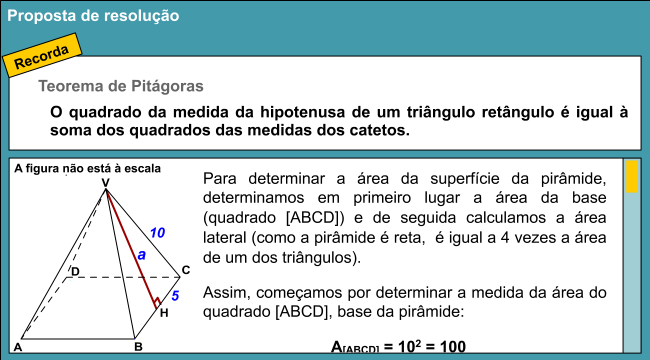 Proposta de resolução
Recorda
Teorema de Pitágoras
O quadrado da medida da hipotenusa de um triângulo retângulo é igual à
soma dos quadrados das medidas dos catetos.
A figura não está à escala
V
10
a
D
C
5
H
A
B
Para determinar a área da superfície da pirâmide,
determinamos em primeiro lugar a área da base
(quadrado [ABCD]) e de seguida calculamos a área
lateral (como a pirâmide é reta, é igual a 4 vezes a área
de um dos triângulos).
Assim, começamos por determinar a medida da área do
quadrado [ABCD], base da pirâmide:
A[ABCD] = 10² = 100